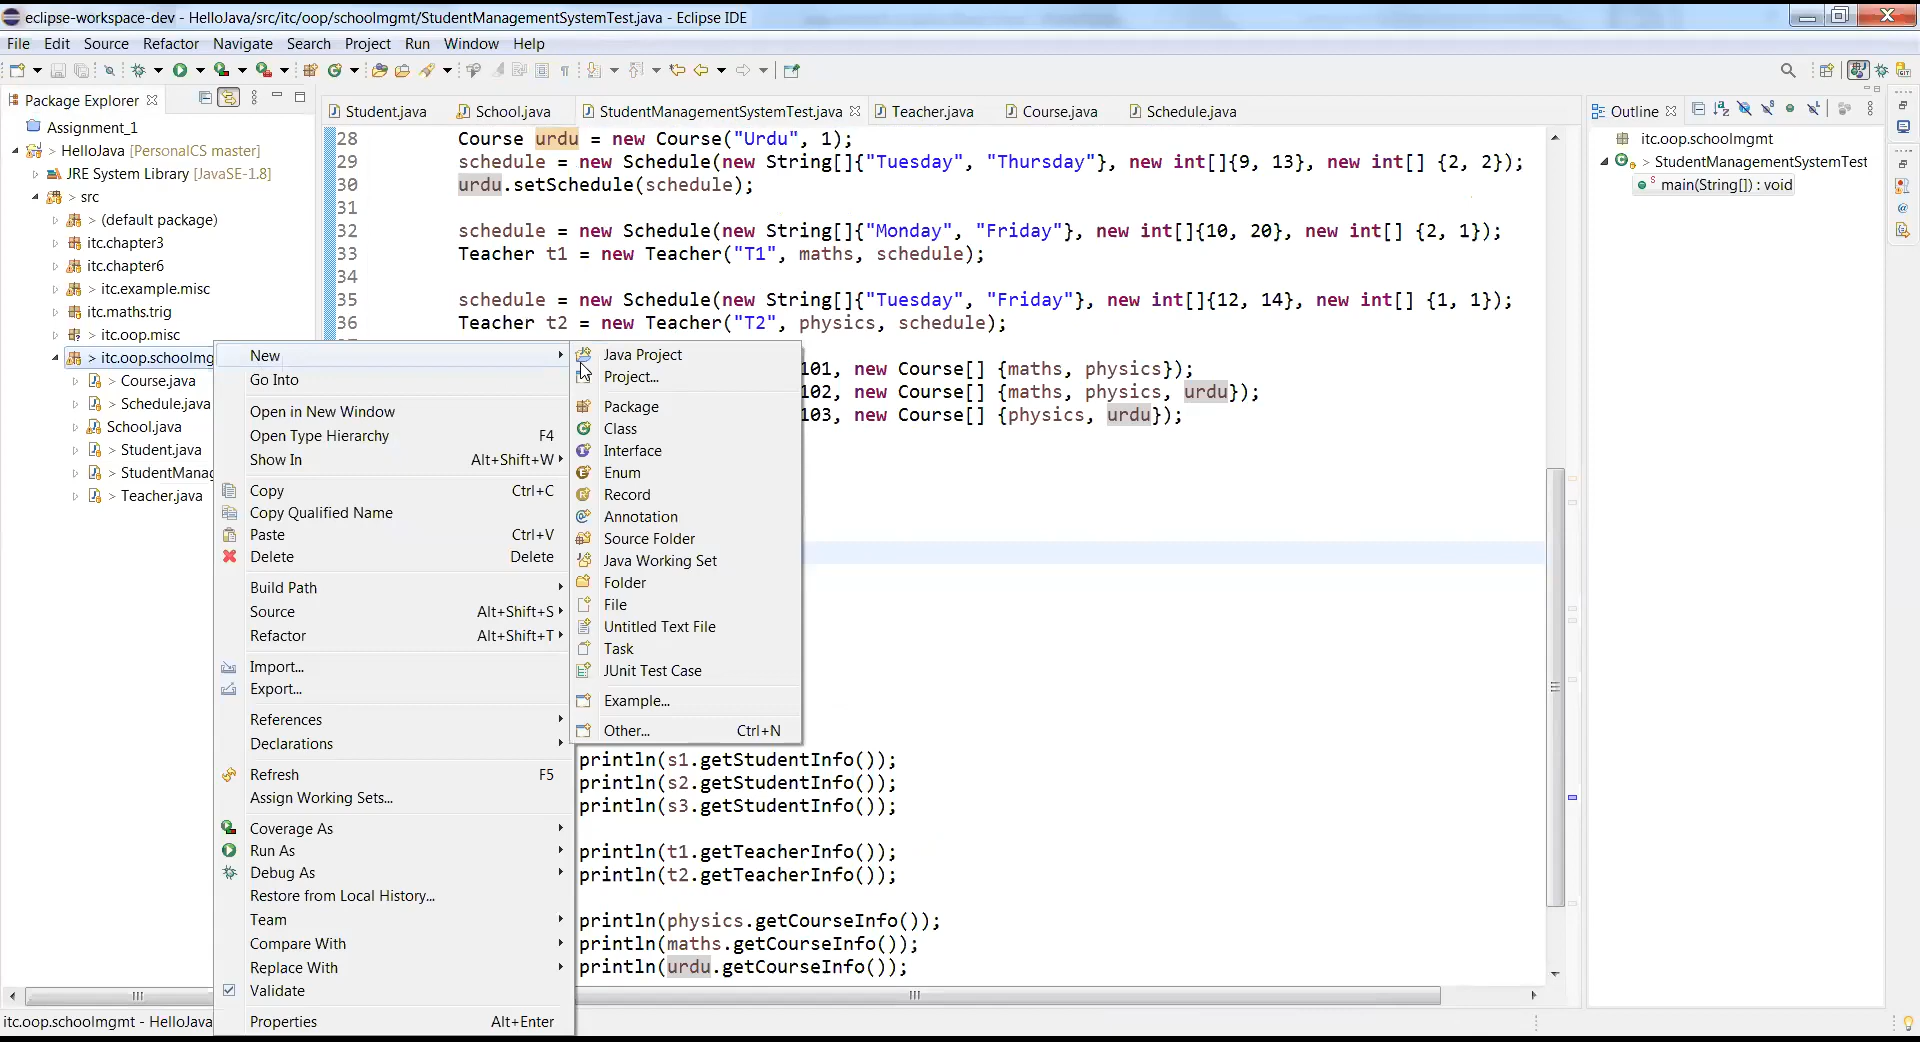 eclipse-workspace-dev - HelloJava/src/itc/oop/schoolmgmt/StudentManagementSystemTest.java - Eclipse IDE
File Edit Source Refactor Navigate Search Project Run Window Help
Package Explorer
Student.java School.java StudentManagementSystemTest.java Teacher.java Course.java Schedule.java
Outline
Assignment_1
> HelloJava [PersonalCS master]
JRE System Library [JavaSE-1.8]
> src
> (default package)
itc.chapter3
itc.chapter6
> itc.example.misc
itc.maths.trig
> itc.oop.misc
> itc.oop.schoolmg
> Course.java
> Schedule.java
School.java
> Student.java
> StudentManag
> Teacher.java
28 Course urdu = new Course("Urdu", 1);
29 schedule = new Schedule(new String[]{"Tuesday", "Thursday"}, new int[]{9, 13}, new int[] {2, 2});
30 urdu.setSchedule(schedule);
31
32 schedule = new Schedule(new String[]{"Monday", "Friday"}, new int[]{10, 20}, new int[] {2, 1});
33 Teacher t1 = new Teacher("T1", maths, schedule);
34
35 schedule = new Schedule(new String[]{"Tuesday", "Friday"}, new int[]{12, 14}, new int[] {1, 1});
36 Teacher t2 = new Teacher("T2", physics, schedule);
101, new Course[] {maths, physics});
102, new Course[] {maths, physics, urdu});
103, new Course[] {physics, urdu});
println(s1.getStudentInfo());
println(s2.getStudentInfo());
println(s3.getStudentInfo());
println(t1.getTeacherInfo());
println(t2.getTeacherInfo());
println(physics.getCourseInfo());
println(maths.getCourseInfo());
println(urdu.getCourseInfo());
New
Go Into
Open in New Window
Open Type Hierarchy F4
Show In Alt+Shift+W
Copy Ctrl+C
Copy Qualified Name
Paste Ctrl+V
Delete Delete
Build Path
Source Alt+Shift+S
Refactor Alt+Shift+T
Import...
Export...
References
Declarations
Refresh F5
Assign Working Sets...
Coverage As
Run As
Debug As
Restore from Local History...
Team
Compare With
Replace With
Validate
Properties Alt+Enter
Java Project
Project...
Package
Class
Interface
Enum
Record
Annotation
Source Folder
Java Working Set
Folder
File
Untitled Text File
Task
JUnit Test Case
Example...
Other... Ctrl+N
itc.oop.schoolmgmt
> StudentManagementSystemTest
main(String[]) : void
itc.oop.schoolmgmt - HelloJava